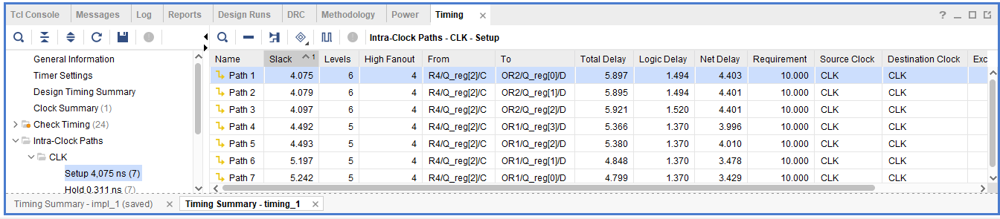 Tcl Console Messages Log Reports Design Runs DRC Methodology Power Timing
Intra-Clock Paths - CLK - Setup
General Information
Timer Settings
Design Timing Summary
Clock Summary (1)
Check Timing (24)
Intra-Clock Paths
CLK
Setup 4,075 ns (7)
Hold 0.311 ns (7)
Name Slack 1 Levels High Fanout From To Total Delay Logic Delay Net Delay Requirement Source Clock Destination Clock Exc
Path 1 4.075 6 4 R4/Q_reg[2]/C OR2/Q_reg[0]/D 5.897 1.494 4.403 10.000 CLK CLK
Path 2 4.079 6 4 R4/Q_reg[2]/C OR2/Q_reg[1]/D 5.895 1.494 4.401 10.000 CLK CLK
Path 3 4.097 6 4 R4/Q_reg[2]/C OR2/Q_reg[2]/D 5.921 1.520 4.401 10.000 CLK CLK
Path 4 4.492 5 4 R4/Q_reg[2]/C OR1/Q_reg[3]/D 5.366 1.370 3.996 10.000 CLK CLK
Path 5 4.493 5 4 R4/Q_reg[2]/C OR1/Q_reg[2]/D 5.380 1.370 4.010 10.000 CLK CLK
Path 6 5.197 5 4 R4/Q_reg[2]/C OR1/Q_reg[1]/D 4.848 1.370 3.478 10.000 CLK CLK
Path 7 5.242 5 4 R4/Q_reg[2]/C OR1/Q_reg[0]/D 4.799 1.370 3.429 10.000 CLK CLK
Timing Summary - impl_1 (saved) Timing Summary - timing_1